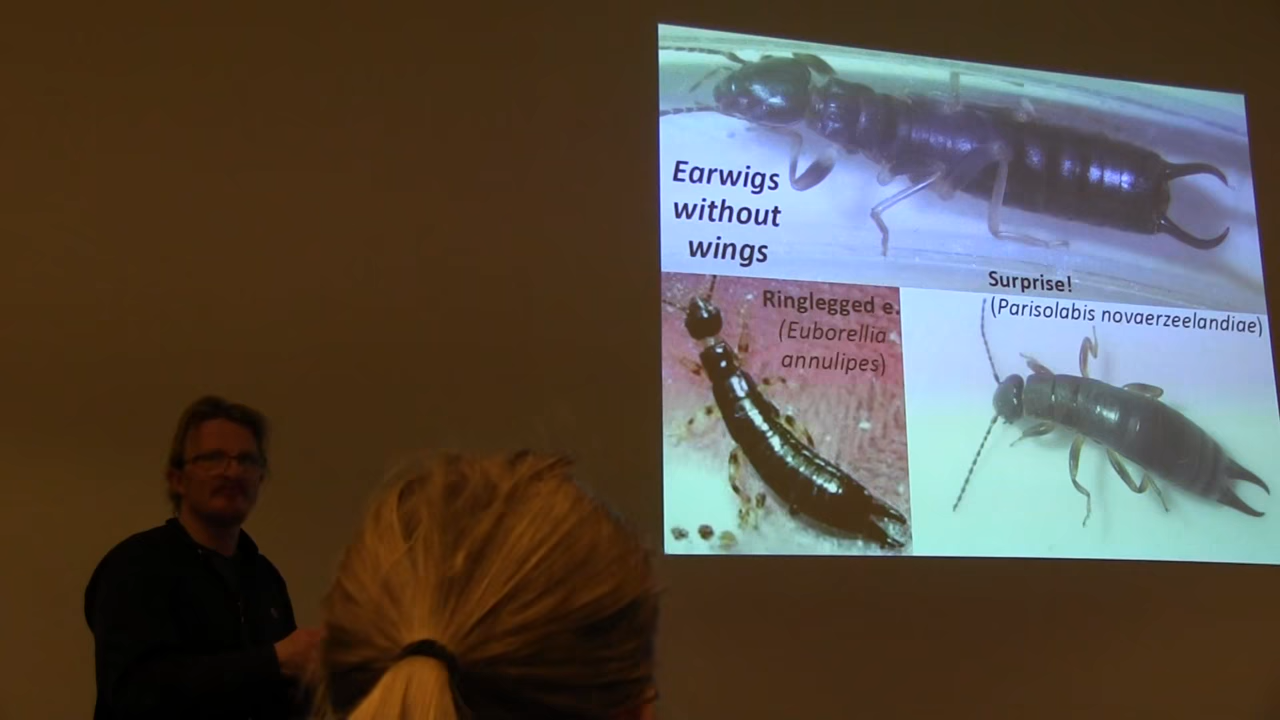 Earwigs
without
wings
Ringlegged e.
(Euborellia
annulipes)
Surprise!
(Parisolabis novaerzeelandiae)